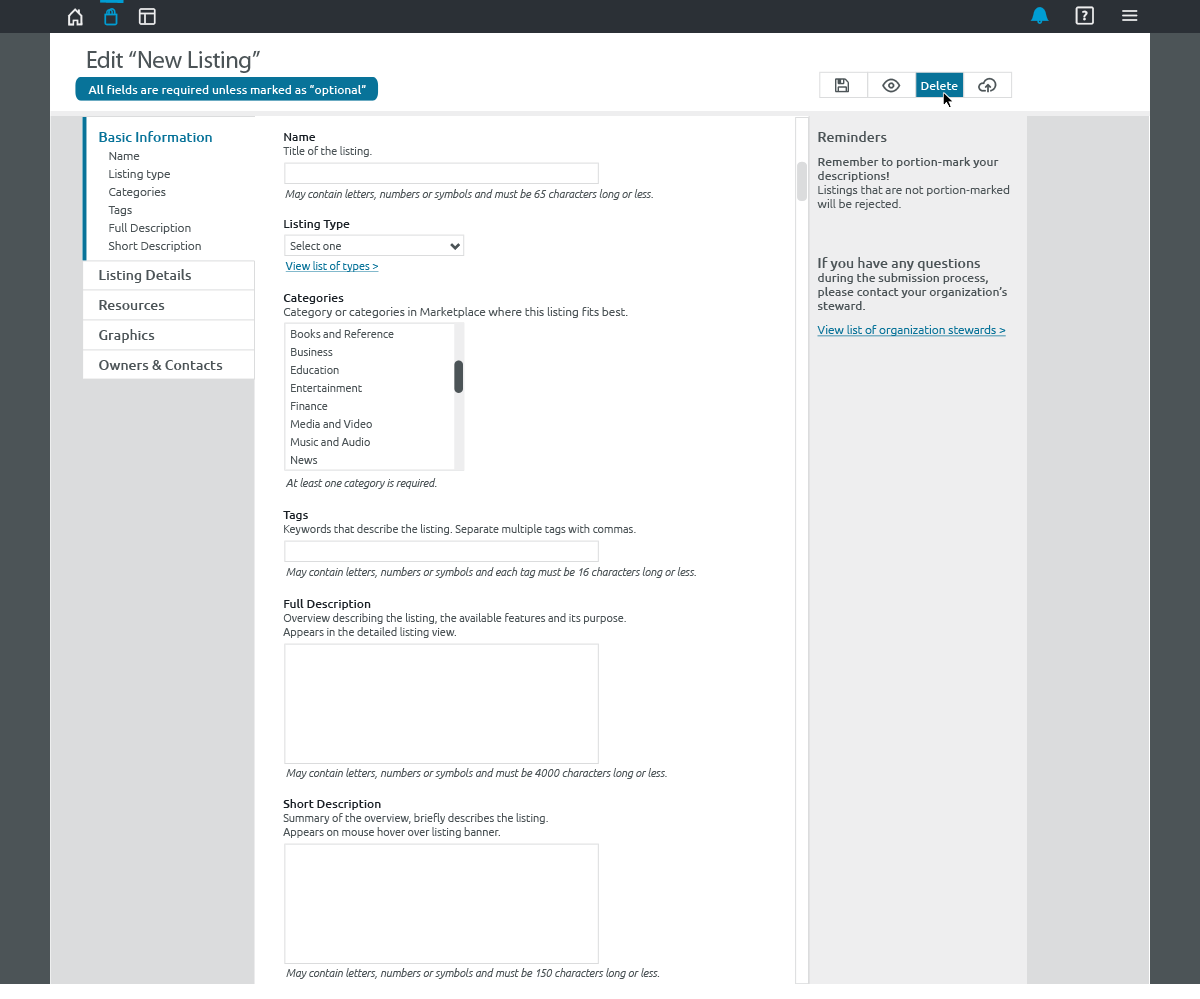 Edit “New Listing”
All fields are required unless marked as “optional”
Delete
Basic Information
Name
Listing type
Categories
Tags
Full Description
Short Description
Listing Details
Resources
Graphics
Owners & Contacts
Name
Title of the listing.
May contain letters, numbers or symbols and must be 65 characters long or less.
Listing Type
Select one
View list of types >
Categories
Category or categories in Marketplace where this listing fits best.
Books and Reference
Business
Education
Entertainment
Finance
Media and Video
Music and Audio
News
At least one category is required.
Tags
Keywords that describe the listing. Separate multiple tags with commas.
May contain letters, numbers or symbols and each tag must be 16 characters long or less.
Full Description
Overview describing the listing, the available features and its purpose.
Appears in the detailed listing view.
May contain letters, numbers or symbols and must be 4000 characters long or less.
Short Description
Summary of the overview, briefly describes the listing.
Appears on mouse hover over listing banner.
May contain letters, numbers or symbols and must be 150 characters long or less.
Reminders
Remember to portion-mark your
descriptions!
Listings that are not portion-marked
will be rejected.
If you have any questions
during the submission process,
please contact your organization’s
steward.
View list of organization stewards >